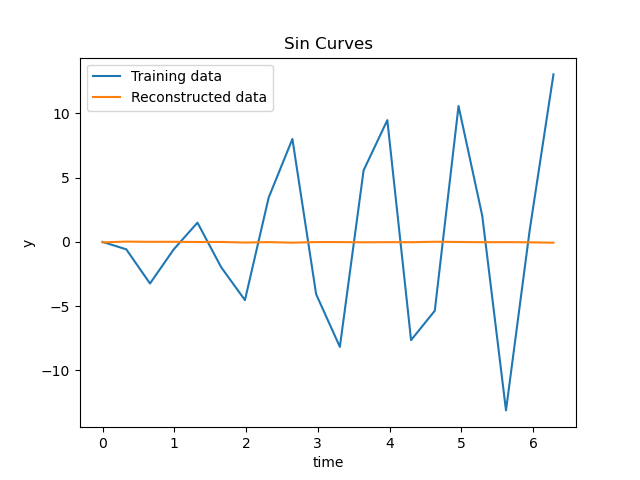 Sin Curves
Training data
Reconstructed data
10
5
0
−5
−10
y
0 1 2 3 4 5 6
time